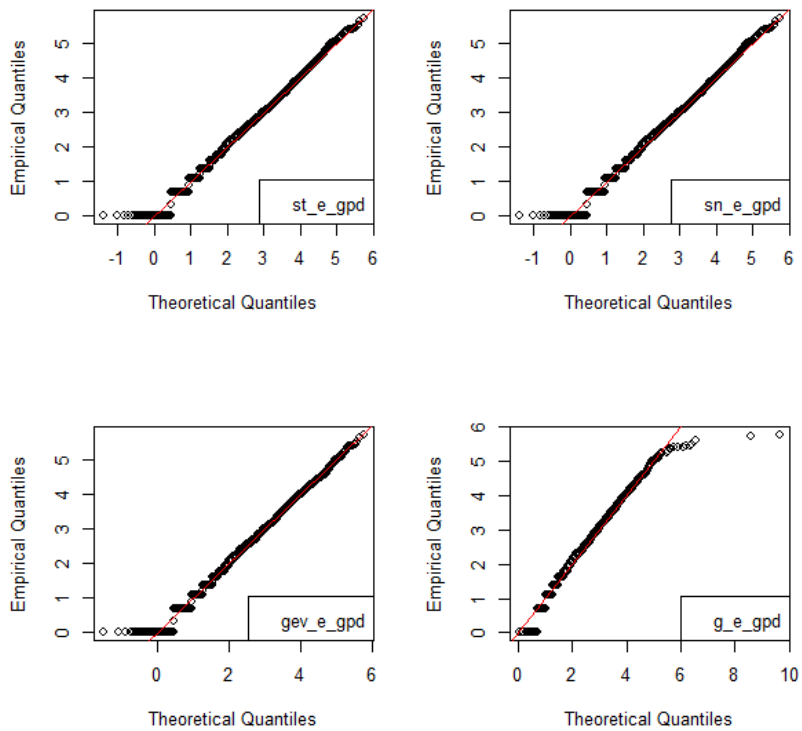 Empirical Quantiles
0 1 2 3 4 5
-1 0 1 2 3 4 5 6
Theoretical Quantiles
st_e_gpd
Empirical Quantiles
0 1 2 3 4 5
-1 0 1 2 3 4 5 6
Theoretical Quantiles
sn_e_gpd
Empirical Quantiles
0 1 2 3 4 5
0 2 4 6
Theoretical Quantiles
gev_e_gpd
Empirical Quantiles
0 1 2 3 4 5 6
0 2 4 6 8 10
Theoretical Quantiles
g_e_gpd